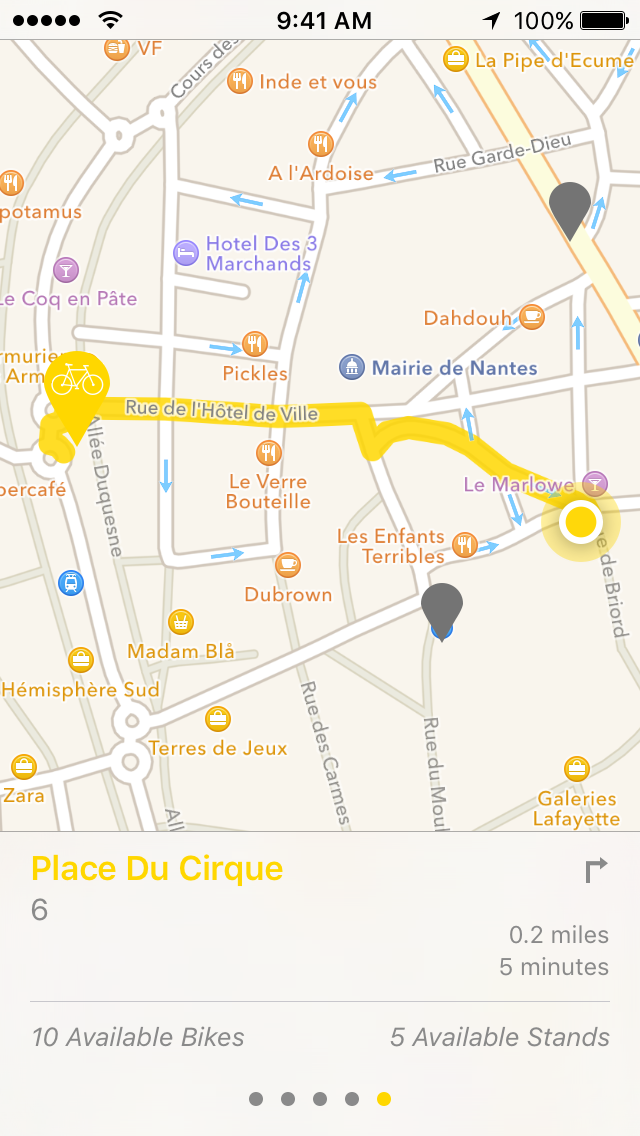 9:41 AM
100%
VF
Cours des
La Pipe d'Ecume
Inde et vous
Rue Garde-Dieu
A l'Ardoise
potamus
Hotel Des 3
Marchands
Le Coq en Pâte
Dahdouh
Pickles
Mairie de Nantes
Rue de l'Hôtel de Ville
Allée Duquesne
Le Verre
Bouteille
Le Marlowe
percafé
Les Enfants
Terribles
de Briord
Dubrown
Madam Blå
Hémisphère Sud
Rue des Carmes
Rue du Moul
Terres de Jeux
Zara
Galeries
Lafayette
Place Du Cirque
6
0.2 miles
5 minutes
10 Available Bikes
5 Available Stands